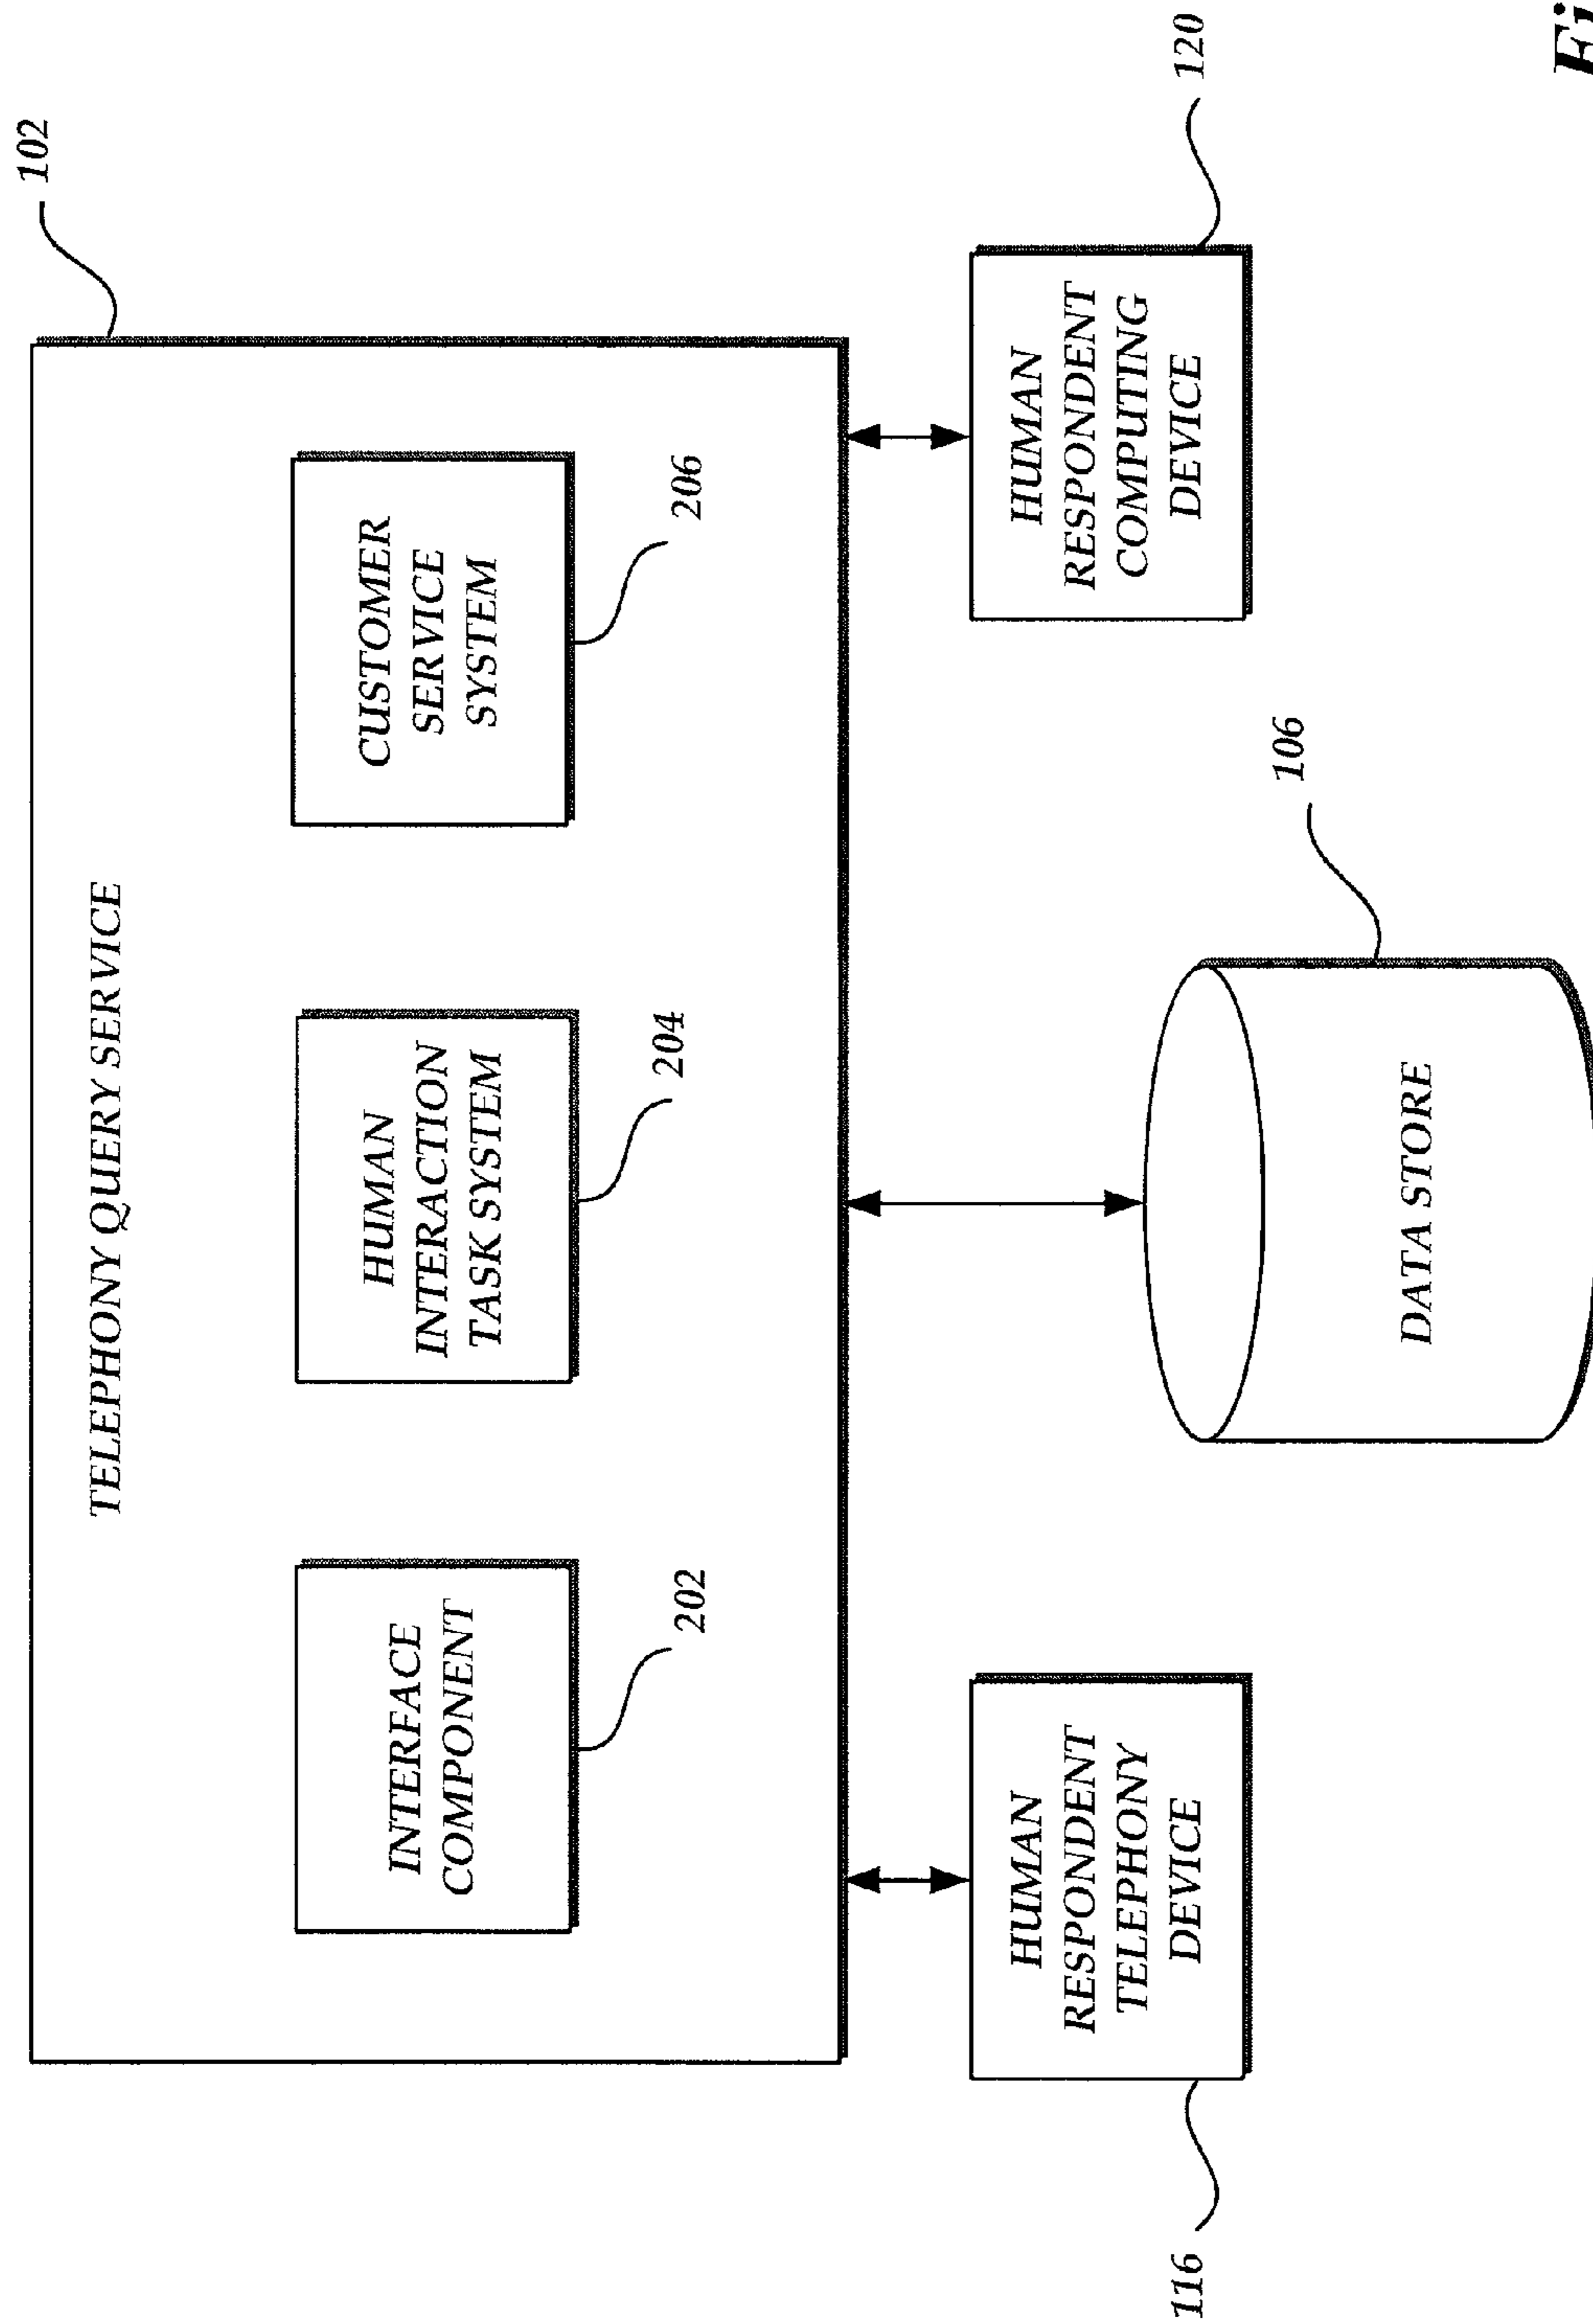 102
TELEPHONY QUERY SERVICE
INTERFACE
COMPONENT
202
HUMAN
INTERACTION
TASK SYSTEM
204
CUSTOMER
SERVICE
SYSTEM
206
HUMAN
RESPONDENT
TELEPHONY
DEVICE
116
DATA STORE
106
HUMAN
RESPONDENT
COMPUTING
DEVICE
120